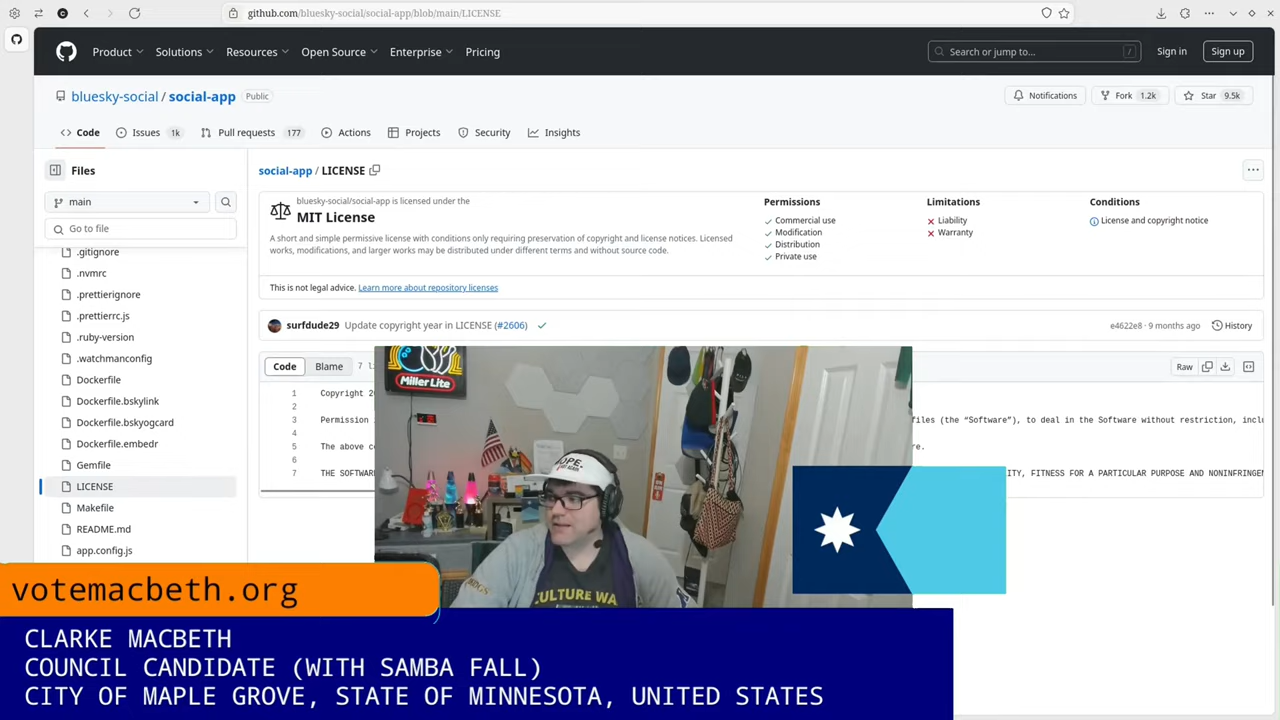 github.com/bluesky-social/social-app/blob/main/LICENSE
Product Solutions Resources Open Source Enterprise Pricing
Search or jump to... /
Sign in
Sign up
bluesky-social / social-app Public
Notifications
Fork 1.2k
Star 9.5k
Code Issues 1k Pull requests 177 Actions Projects Security Insights
Files
main
Go to file
.gitignore
.nvmrc
.prettierignore
.prettierrc.js
.ruby-version
.watchmanconfig
Dockerfile
Dockerfile.bskylink
Dockerfile.bskyogcard
Dockerfile.embedr
Gemfile
LICENSE
Makefile
README.md
app.config.js
social-app / LICENSE
bluesky-social/social-app is licensed under the
MIT License
A short and simple permissive license with conditions only requiring preservation of copyright and license notices. Licensed
works, modifications, and larger works may be distributed under different terms and without source code.
Permissions
Commercial use
Modification
Distribution
Private use
Limitations
Liability
Warranty
Conditions
License and copyright notice
This is not legal advice. Learn more about repository licenses
surfdude29 Update copyright year in LICENSE (#2606)
e4622e8 · 9 months ago History
Code Blame 7
Raw
1 Copyright 2
2
3 Permission files (the “Software”), to deal in the Software without restriction, inclu
4
5 The above co re.
6
7 THE SOFTWAR ITY, FITNESS FOR A PARTICULAR PURPOSE AND NONINFRINGEN
Miller Lite
HOPE.
CULTURE WA
votemacbeth.org
CLARKE MACBETH
COUNCIL CANDIDATE (WITH SAMBA FALL)
CITY OF MAPLE GROVE, STATE OF MINNESOTA, UNITED STATES